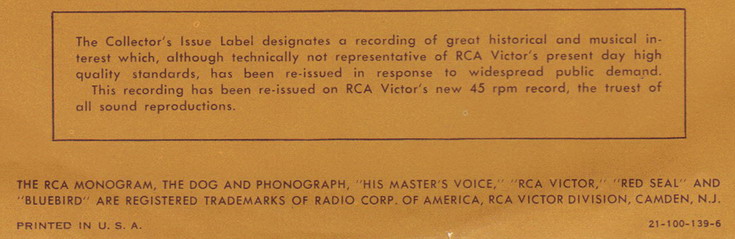 The Collector's Issue Label designates a recording of great historical and musical in-
terest which, although technically not representative of RCA Victor's present day high
quality standards, has been re-issued in response to widespread public demand.
This recording has been re-issued on RCA Victor's new 45 rpm record, the truest of
all sound reproductions.
THE RCA MONOGRAM, THE DOG AND PHONOGRAPH, "HIS MASTER'S VOICE," "RCA VICTOR," "RED SEAL" AND
"BLUEBIRD" ARE REGISTERED TRADEMARKS OF RADIO CORP. OF AMERICA, RCA VICTOR DIVISION, CAMDEN, N.J.
PRINTED IN U. S. A. 21-100-139-6